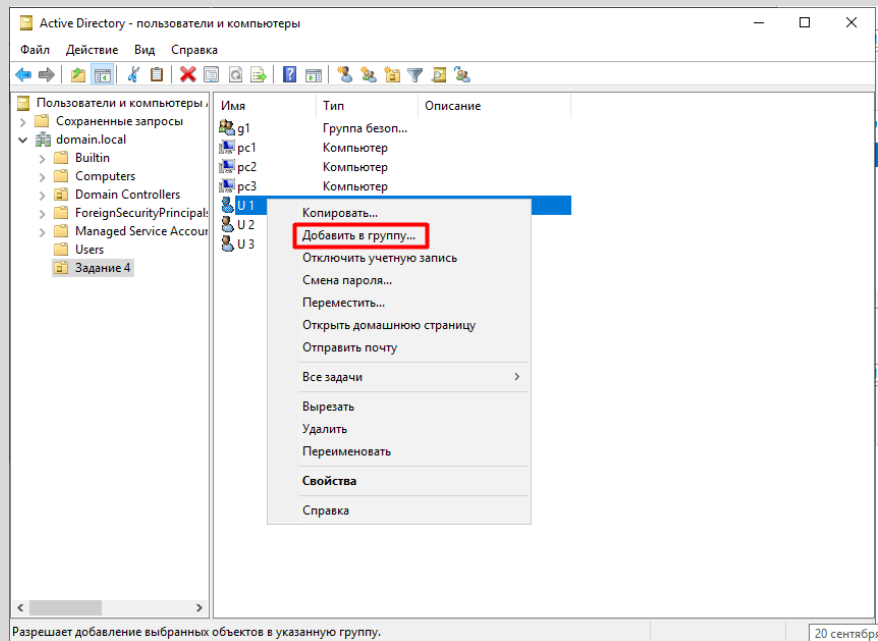 Active Directory - пользователи и компьютеры
Файл Действие Вид Справка
Пользователи и компьютеры
Сохраненные запросы
domain.local
Builtin
Computers
Domain Controllers
ForeignSecurityPrincipals
Managed Service Accour
Users
Задание 4
Имя Тип Описание
g1 Группа безоп...
pc1 Компьютер
pc2 Компьютер
pc3 Компьютер
U 1
U 2
U 3
Копировать...
Добавить в группу...
Отключить учетную запись
Смена пароля...
Переместить...
Открыть домашнюю страницу
Отправить почту
Все задачи
Вырезать
Удалить
Переименовать
Свойства
Справка
Разрешает добавление выбранных объектов в указанную группу.
20 сентября